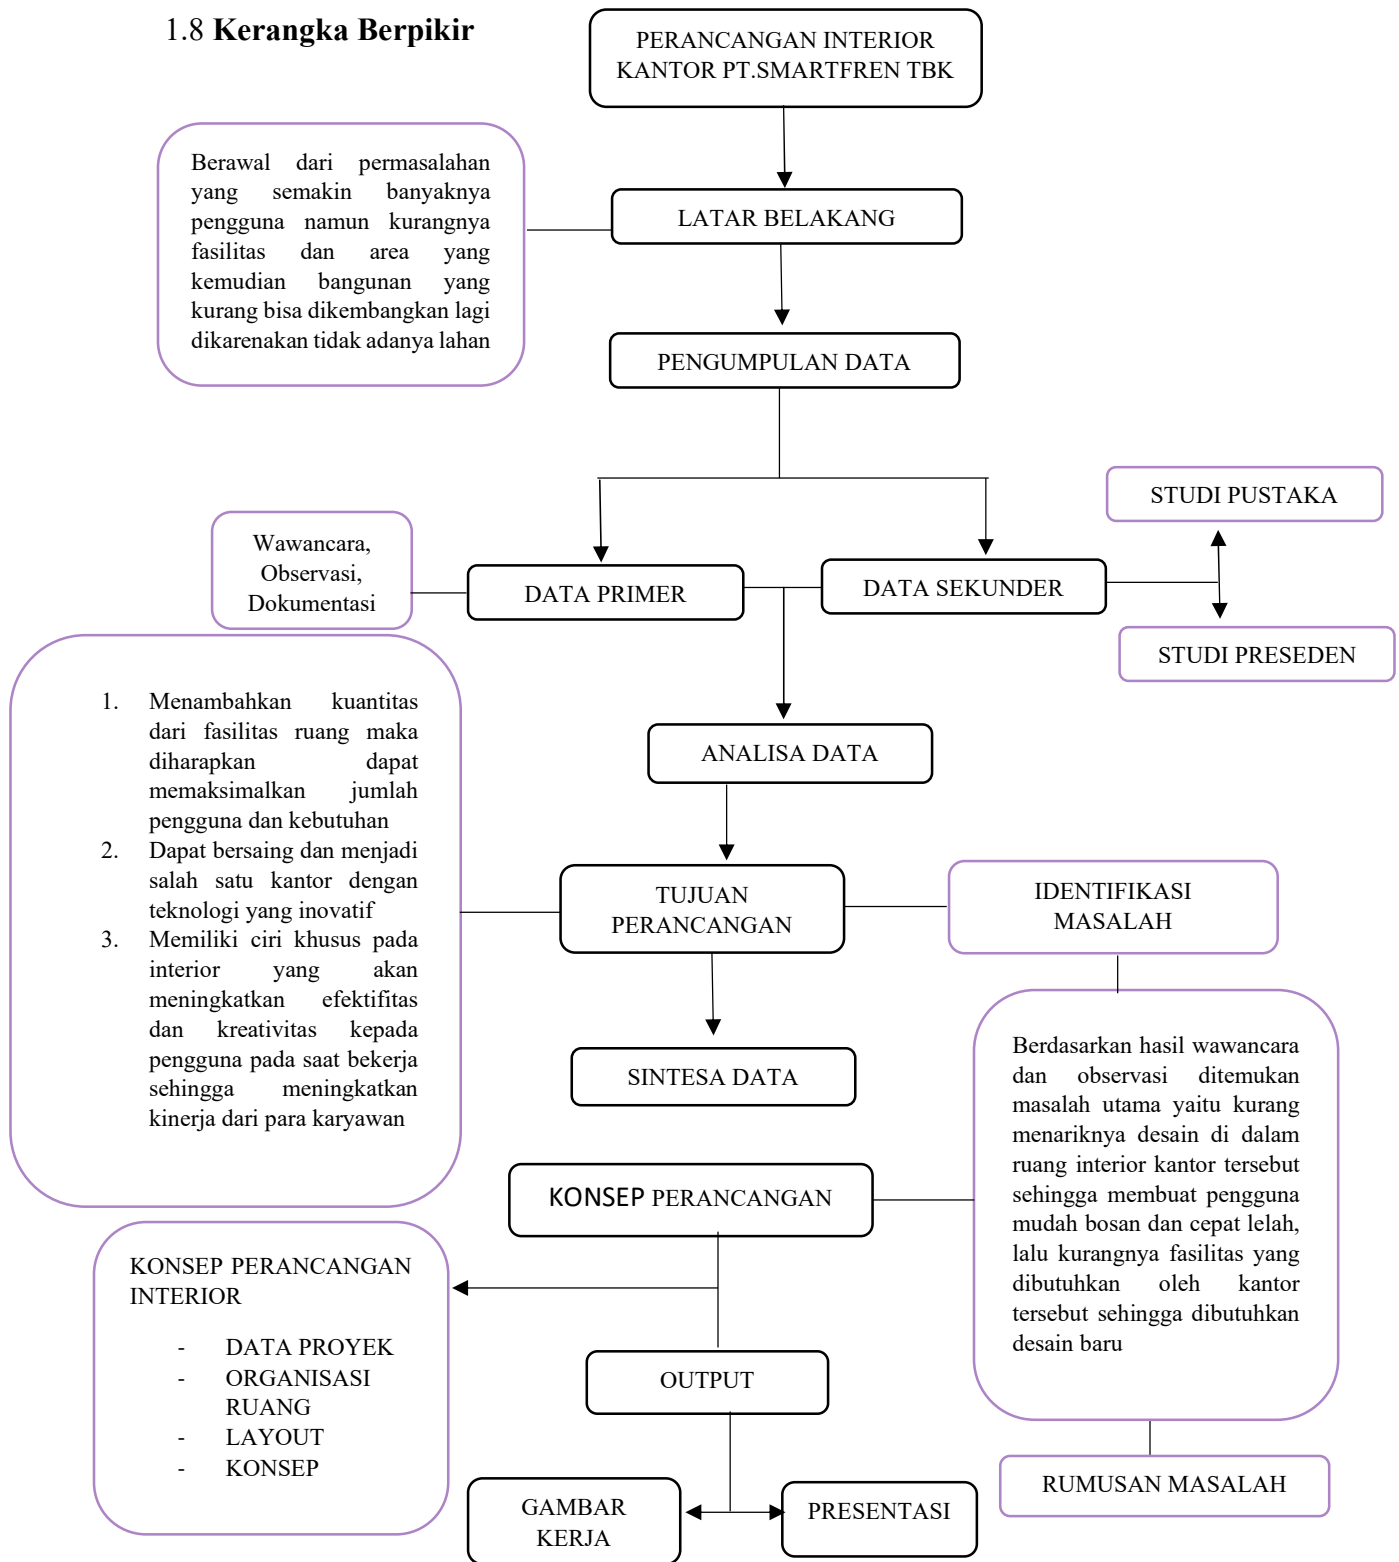 1.8 Kerangka Berpikir
PERANCANGAN INTERIOR
KANTOR PT.SMARTFREN TBK
Berawal dari permasalahan
yang semakin banyaknya
pengguna namun kurangnya
fasilitas dan area yang
kemudian bangunan yang
kurang bisa dikembangkan lagi
dikarenakan tidak adanya lahan
LATAR BELAKANG
PENGUMPULAN DATA
STUDI PUSTAKA
Wawancara,
Observasi,
Dokumentasi
DATA PRIMER
DATA SEKUNDER
STUDI PRESEDEN
1. Menambahkan kuantitas
dari fasilitas ruang maka
diharapkan dapat
memaksimalkan jumlah
pengguna dan kebutuhan
2. Dapat bersaing dan menjadi
salah satu kantor dengan
teknologi yang inovatif
3. Memiliki ciri khusus pada
interior yang akan
meningkatkan efektifitas
dan kreativitas kepada
pengguna pada saat bekerja
sehingga meningkatkan
kinerja dari para karyawan
ANALISA DATA
TUJUAN
PERANCANGAN
IDENTIFIKASI
MASALAH
SINTESA DATA
Berdasarkan hasil wawancara
dan observasi ditemukan
masalah utama yaitu kurang
menariknya desain di dalam
ruang interior kantor tersebut
sehingga membuat pengguna
mudah bosan dan cepat lelah,
lalu kurangnya fasilitas yang
dibutuhkan oleh kantor
tersebut sehingga dibutuhkan
desain baru
KONSEP PERANCANGAN
KONSEP PERANCANGAN
INTERIOR
- DATA PROYEK
- ORGANISASI
RUANG
- LAYOUT
- KONSEP
OUTPUT
RUMUSAN MASALAH
GAMBAR
KERJA
PRESENTASI